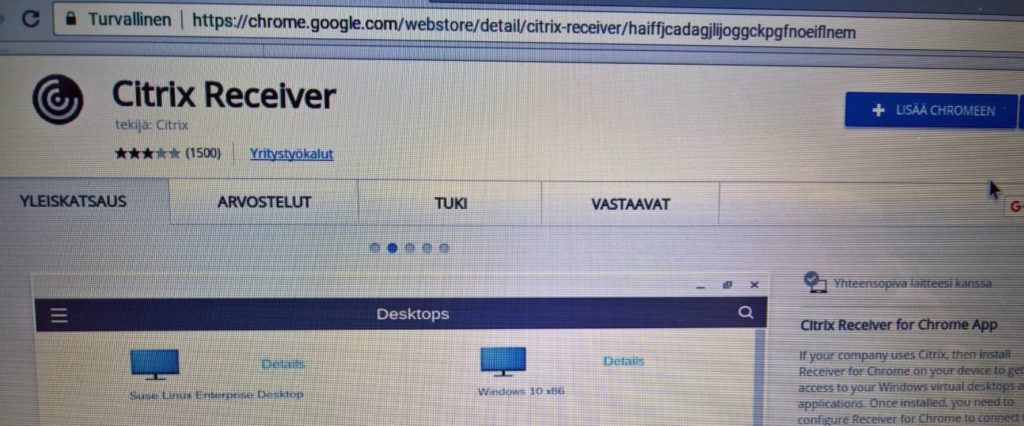 Turvallinen | https://chrome.google.com/webstore/detail/citrix-receiver/haiffjcadagjlijoggckpgfnoeiflnem
Citrix Receiver
tekijä: Citrix
(1500) Yritystyökalut
+ LISÄÄ CHROMEEN
YLEISKATSAUS ARVOSTELUT TUKI VASTAAVAT
G+
Desktops
Details Details
Suse Linux Enterprise Desktop Windows 10 x86
Yhteensopiva laitteesi kanssa
Citrix Receiver for Chrome App
If your company uses Citrix, then install
Receiver for Chrome on your device to get
access to your Windows virtual desktops
applications. Once installed, you need to
configure Receiver for Chrome to connect